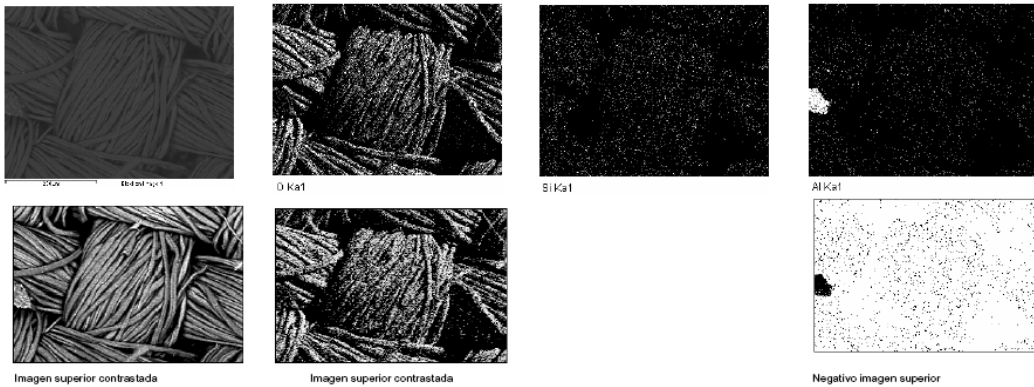 O Ka1
Si Ka1
Al Ka1
Imagen superior contrastada
Imagen superior contrastada
Negativo imagen superior